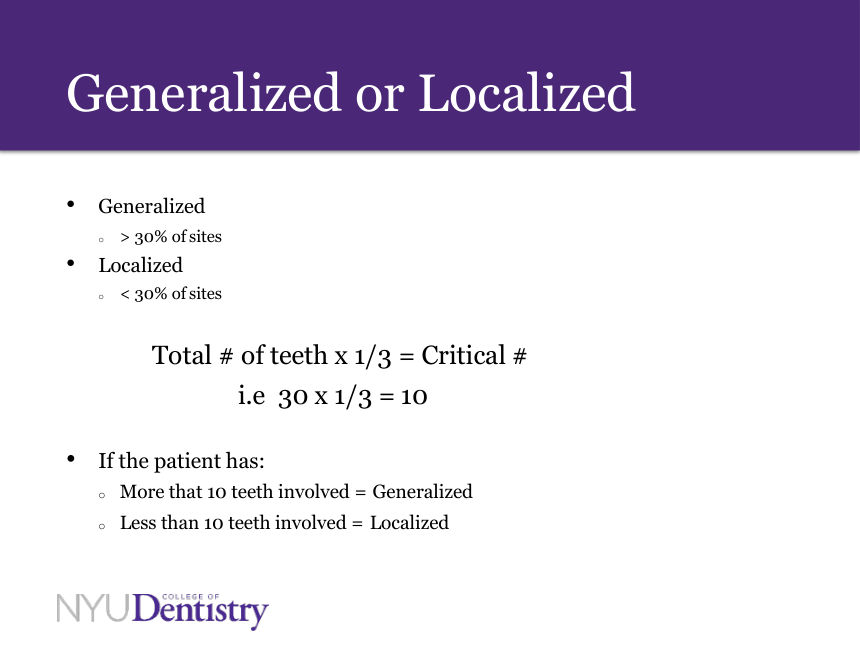 Generalized or Localized
• Generalized
○ > 30% of sites
• Localized
○ < 30% of sites
Total # of teeth x 1/3 = Critical #
i.e 30 x 1/3 = 10
• If the patient has:
○ More that 10 teeth involved = Generalized
○ Less than 10 teeth involved = Localized
COLLEGE OF
NYU Dentistry